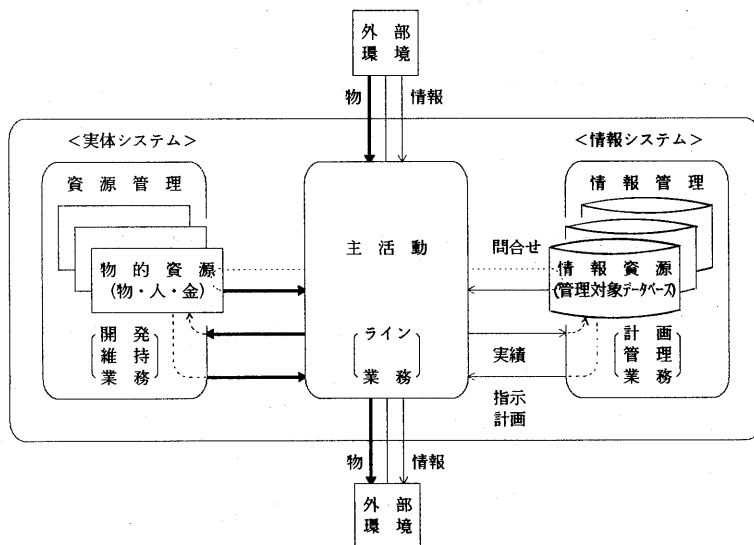 外部
環境
物
情報
<実体システム>
<情報システム>
資源管理
情報管理
主活動
問合せ
物的資源
(物・人・金)
情報資源
(管理対象データベース)
開発
維持
業務
ライン
業務
実績
計画
管理
業務
指示
計画
物
情報
外部
環境